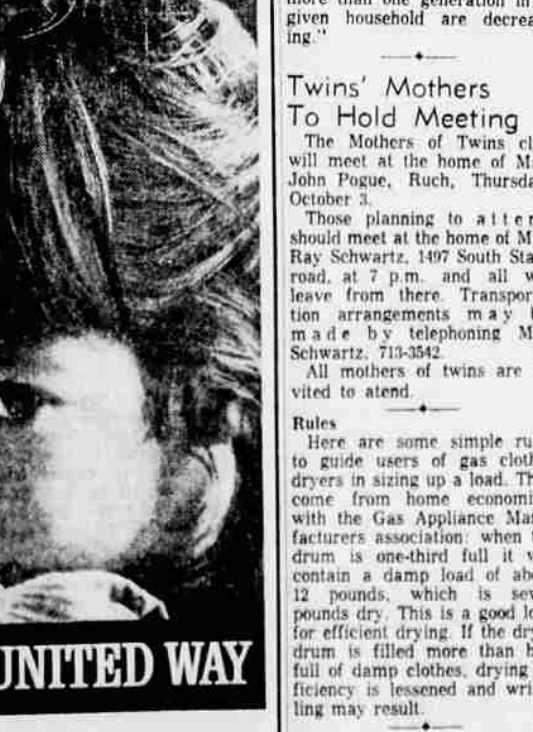 UNITED WAY
more than one generation in
given household are decrea
ing."
Twins' Mothers
To Hold Meeting
The Mothers of Twins cl
will meet at the home of M
John Pogue, Ruch, Thursda
October 3.
Those planning to atter
should meet at the home of M
Ray Schwartz, 1497 South Sta
road, at 7 p.m. and all w
leave from there. Transpor
tion arrangements may
made by telephoning M
Schwartz, 713-3542.
All mothers of twins are
vited to atend.
Rules
Here are some simple ru
to guide users of gas cloth
dryers in sizing up a load. Th
come from home economi
with the Gas Appliance Man
facturers association: when
drum is one-third full it w
contain a damp load of abo
12 pounds, which is sev
pounds dry. This is a good lo
for efficient drying. If the dry
drum is filled more than h
full of damp clothes, drying
ficiency is lessened and wri
ling may result.